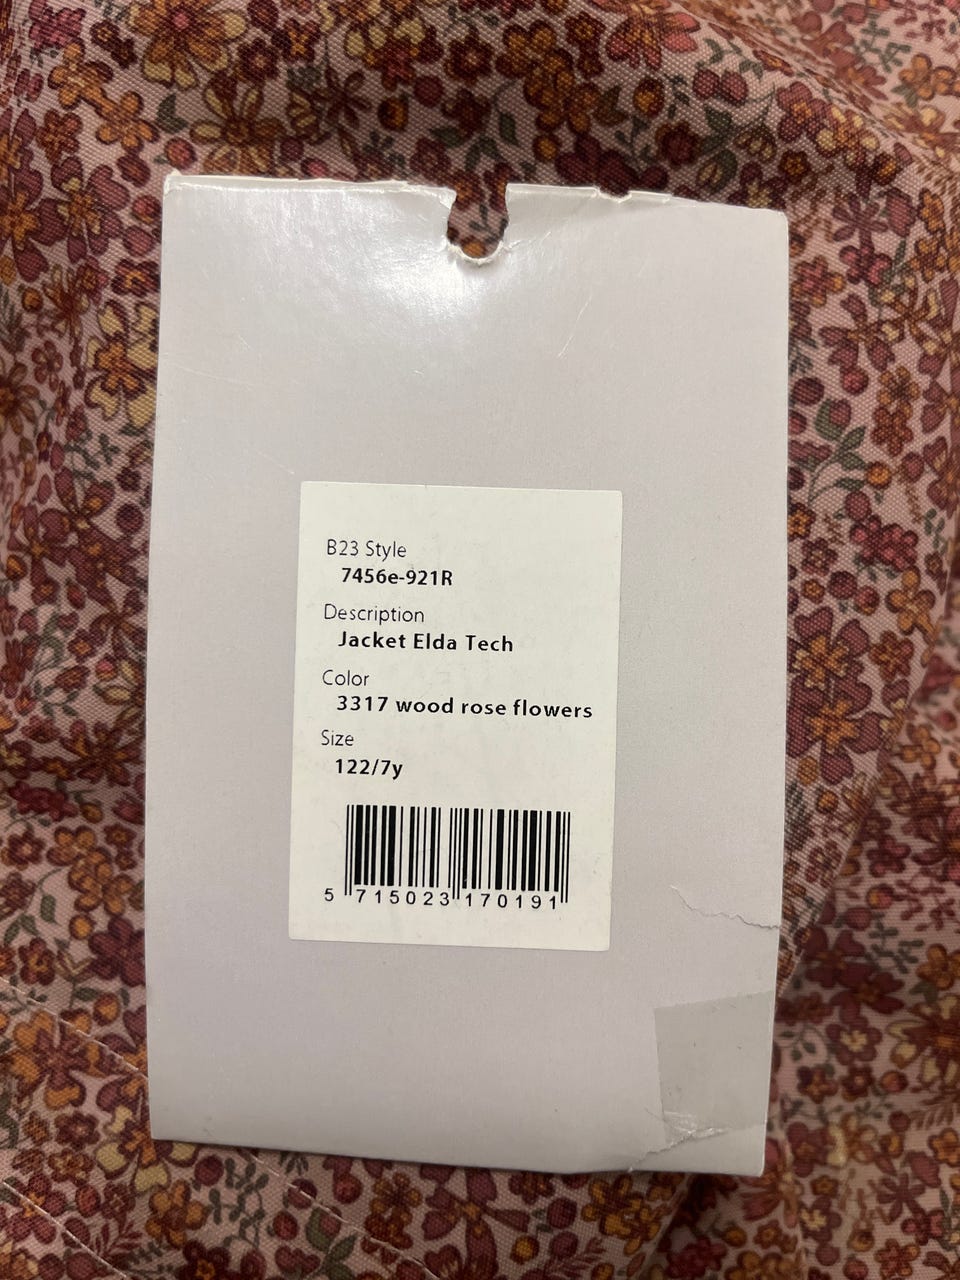 B23 Style
7456e-921R
Description
Jacket Elda Tech
Color
3317 wood rose flowers
Size
122/7y
5 715023 170191